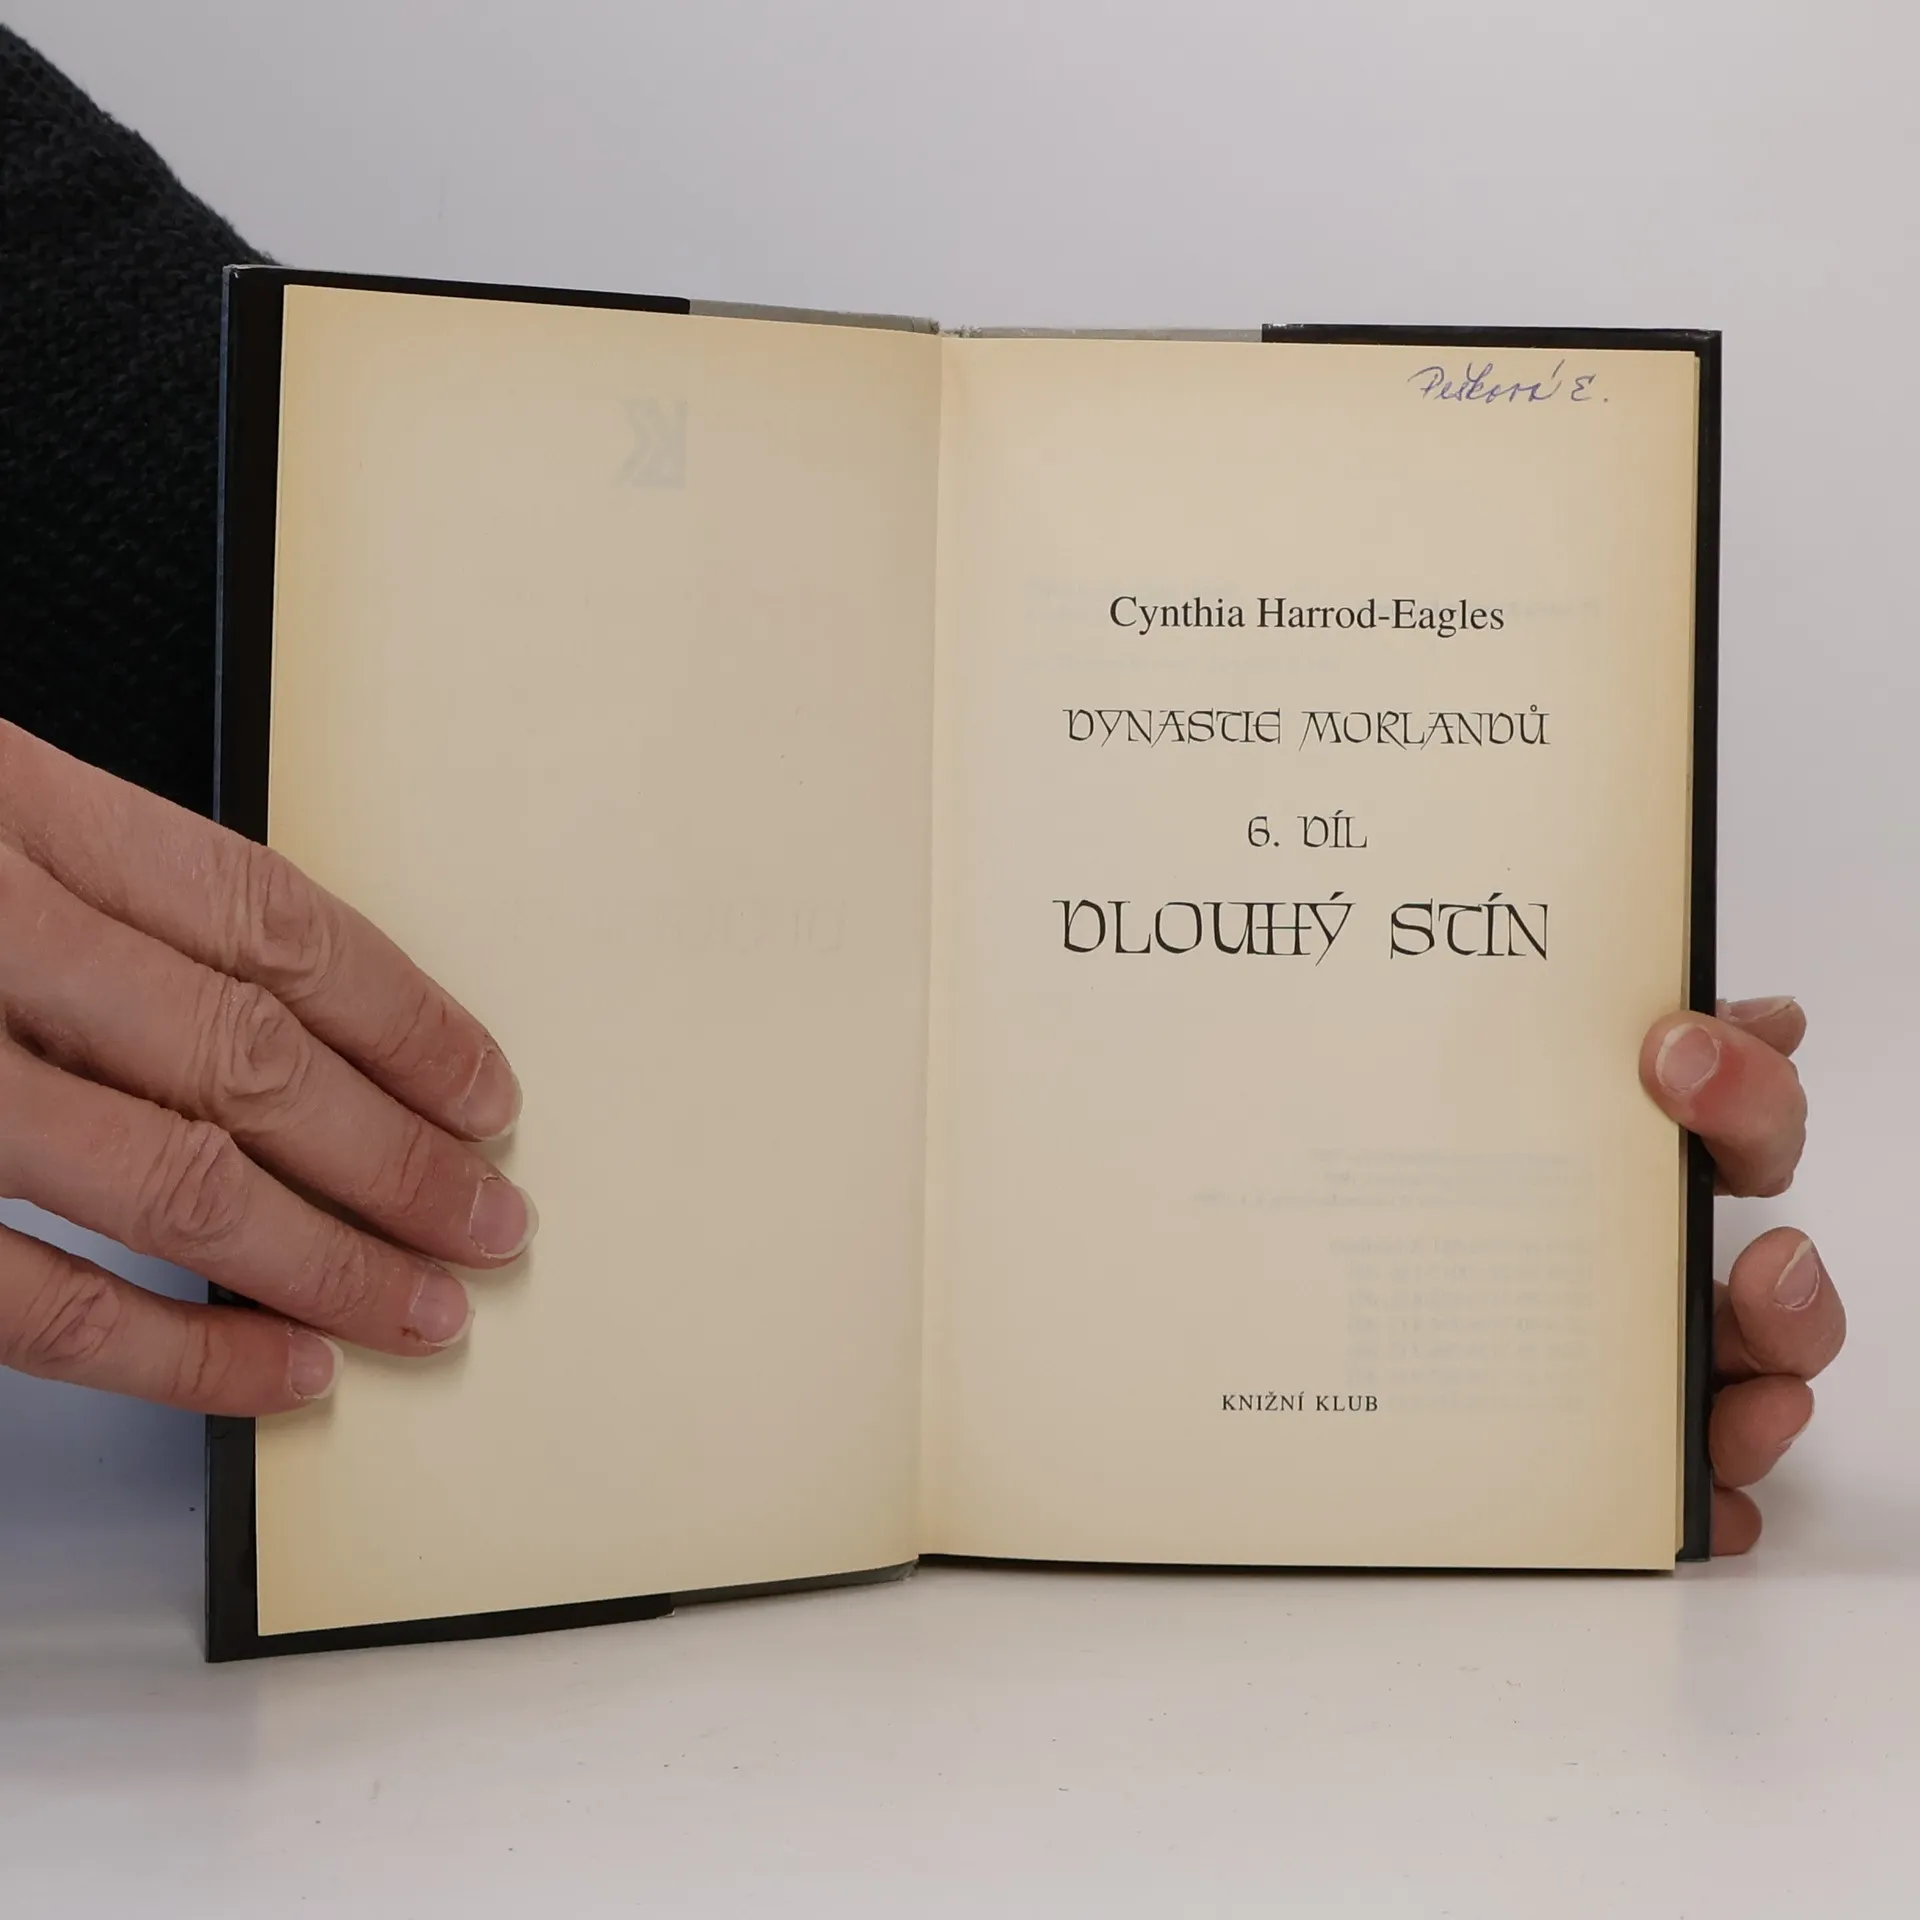 Pešková E.
Cynthia Harrod-Eagles
DYNASTIE MORLANDŮ
6. DÍL
DLOUHÝ STÍN
KNIŽNÍ KLUB